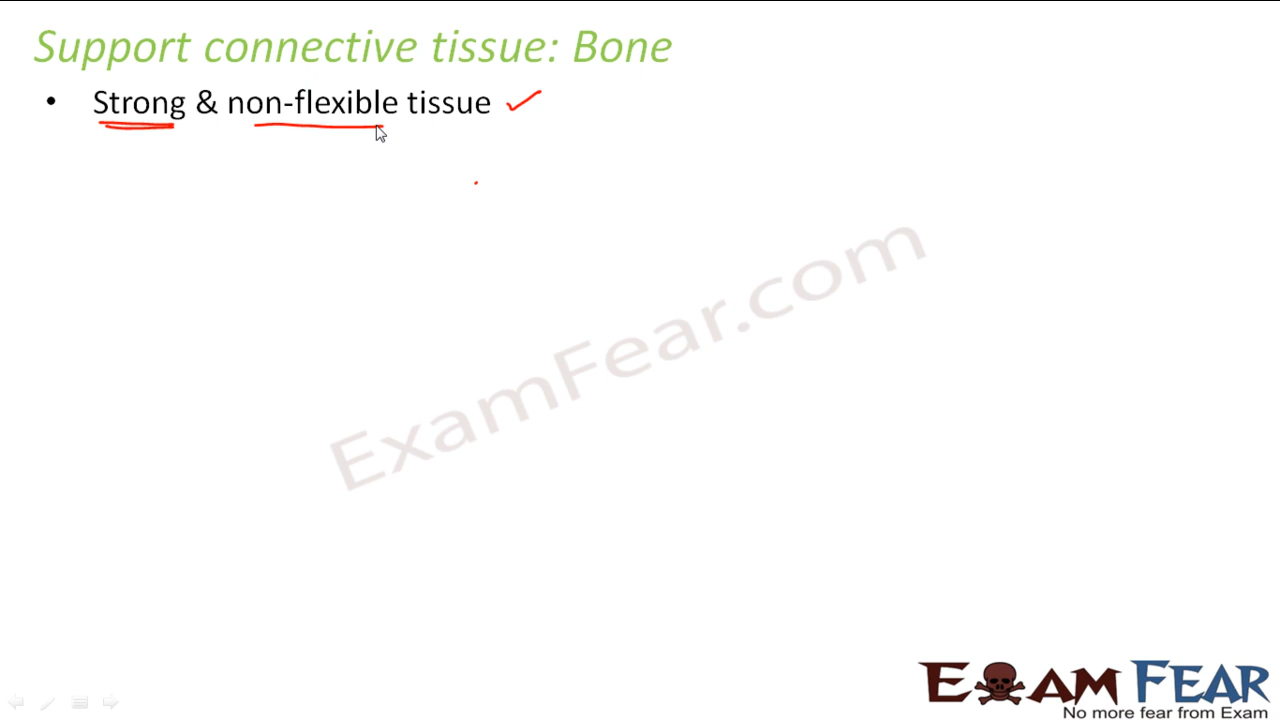 Support connective tissue: Bone
• Strong & non-flexible tissue
ExamFear.com
EXAM FEAR
No more fear from Exam